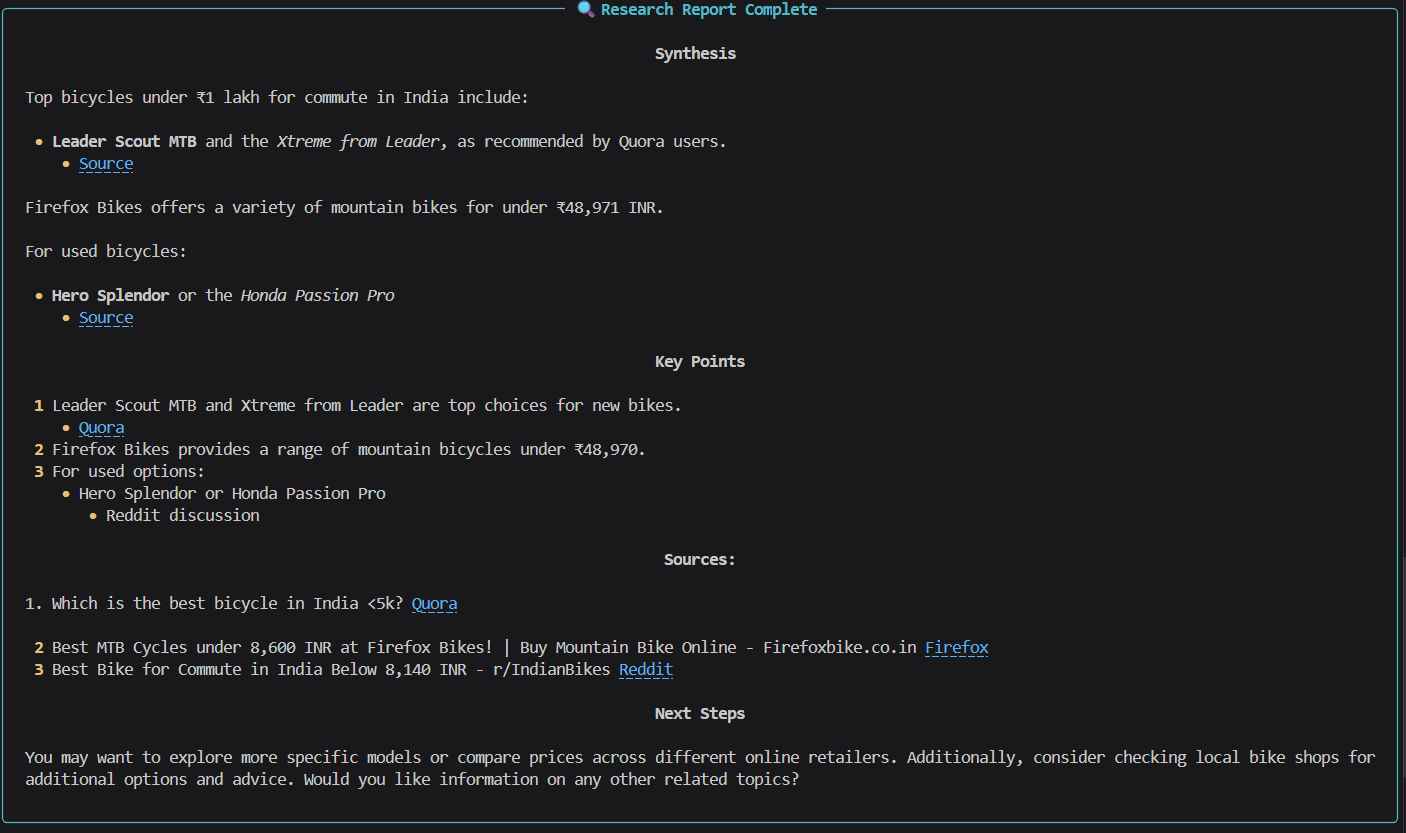 🔍 Research Report Complete
Synthesis
Top bicycles under ₹1 lakh for commute in India include:
• Leader Scout MTB and the Xtreme from Leader, as recommended by Quora users.
• Source
Firefox Bikes offers a variety of mountain bikes for under ₹48,971 INR.
For used bicycles:
• Hero Splendor or the Honda Passion Pro
• Source
Key Points
1 Leader Scout MTB and Xtreme from Leader are top choices for new bikes.
• Quora
2 Firefox Bikes provides a range of mountain bicycles under ₹48,970.
3 For used options:
• Hero Splendor or Honda Passion Pro
• Reddit discussion
Sources:
1. Which is the best bicycle in India <5k? Quora
2 Best MTB Cycles under 8,600 INR at Firefox Bikes! | Buy Mountain Bike Online - Firefoxbike.co.in Firefox
3 Best Bike for Commute in India Below 8,140 INR - r/IndianBikes Reddit
Next Steps
You may want to explore more specific models or compare prices across different online retailers. Additionally, consider checking local bike shops for
additional options and advice. Would you like information on any other related topics?